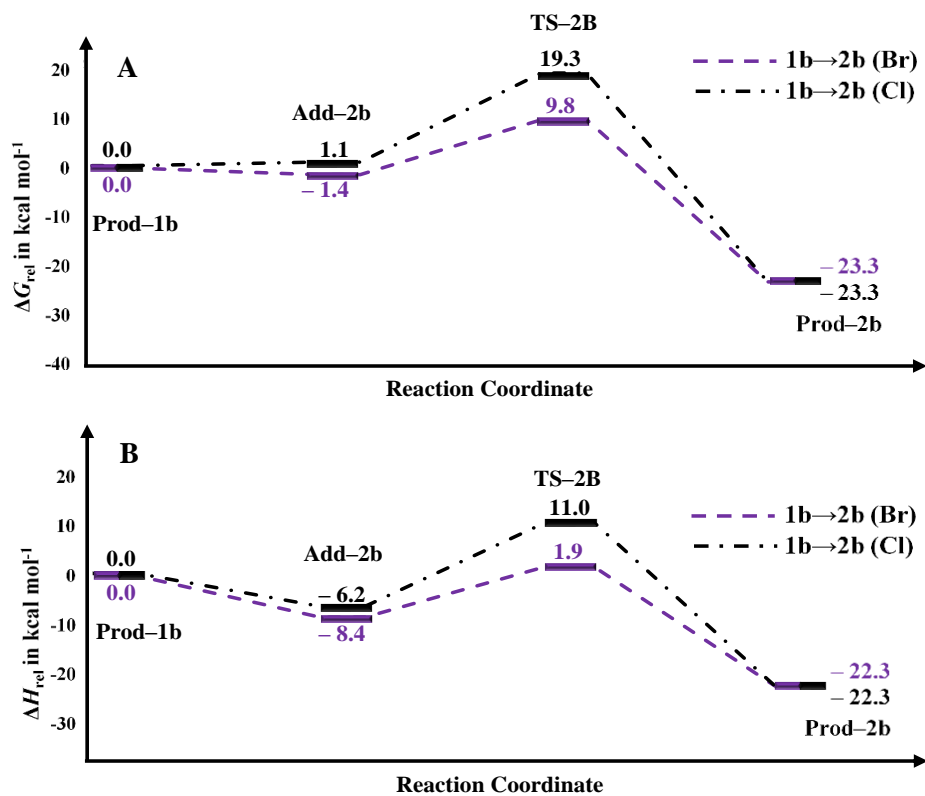 TS–2B
A
19.3
1b→2b (Br)
20
1b→2b (Cl)
9.8
Add–2b
10
0.0
1.1
0
0.0
– 1.4
Prod–1b
-10
-20
– 23.3
– 23.3
-30
Prod–2b
-40
ΔGrel in kcal mol-1
Reaction Coordinate
B
TS–2B
20
11.0
1b→2b (Br)
10
1b→2b (Cl)
Add–2b
1.9
0.0
0
0.0
– 6.2
Prod–1b
-10
– 8.4
-20
– 22.3
– 22.3
-30
Prod–2b
ΔHrel in kcal mol-1
Reaction Coordinate